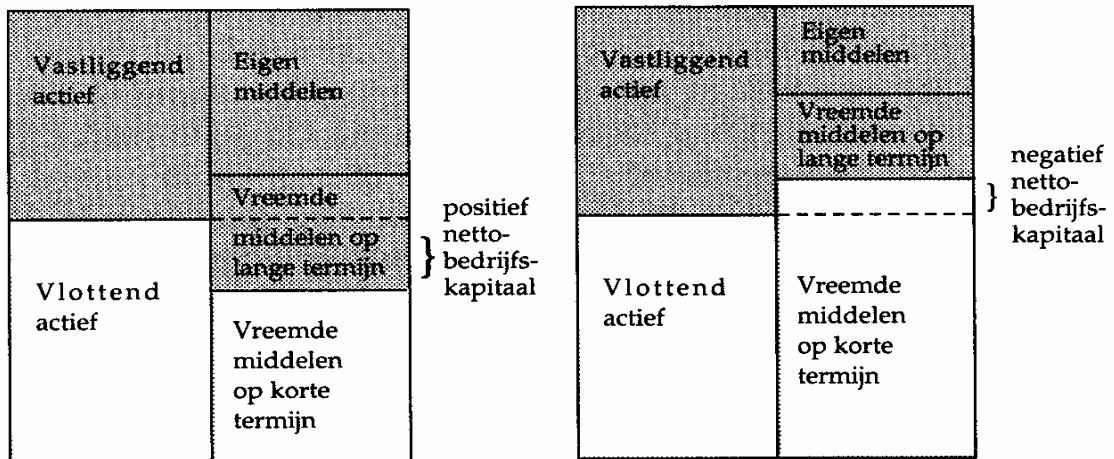 Vastliggend
actief
Eigen
middelen
Vreemde
middelen op
lange termijn
positief
netto-
bedrijfs-
kapitaal
Vlottend
actief
Vreemde
middelen
op korte
termijn
Vastliggend
actief
Eigen
middelen
Vreemde
middelen op
lange termijn
negatief
netto-
bedrijfs-
kapitaal
Vlottend
actief
Vreemde
middelen
op korte
termijn